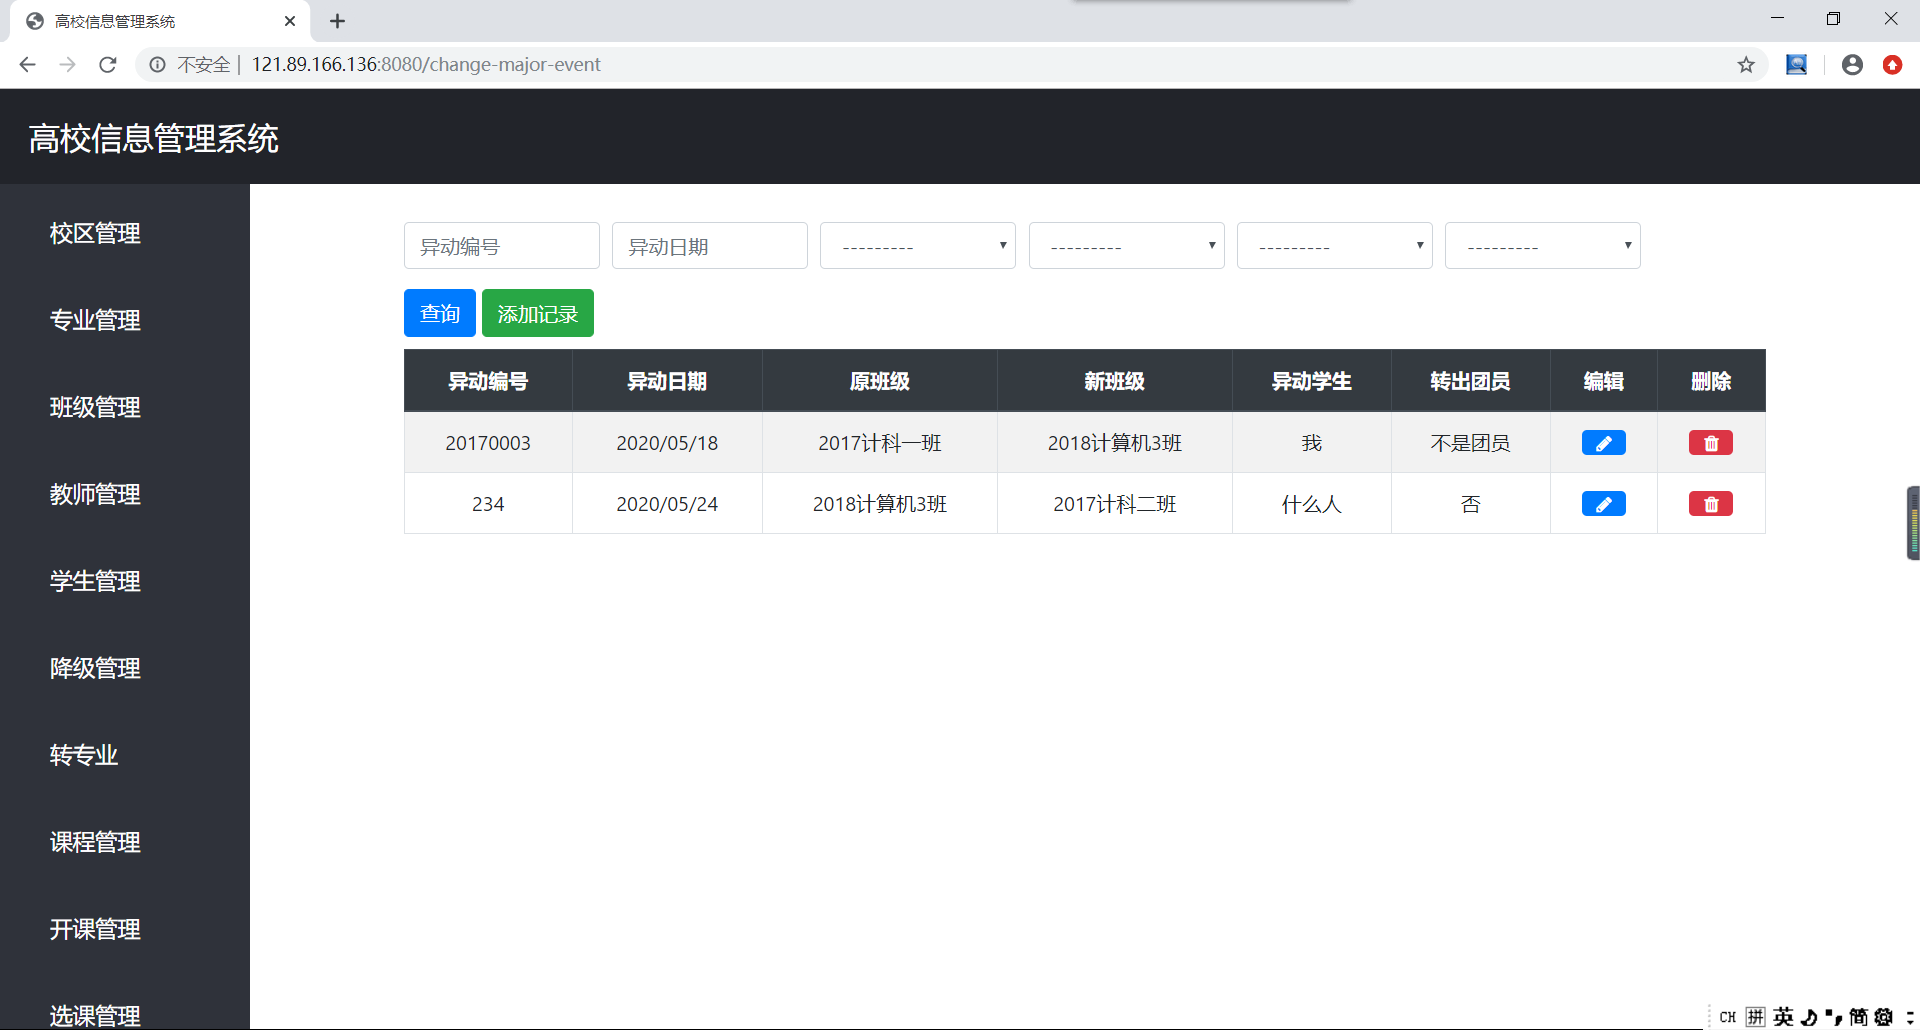 高校信息管理系统
不安全 | 121.89.166.136:8080/change-major-event
高校信息管理系统
校区管理
专业管理
班级管理
教师管理
学生管理
降级管理
转专业
课程管理
开课管理
选课管理
异动编号 异动日期 --------- --------- --------- ---------
查询 添加记录
异动编号 异动日期 原班级 新班级 异动学生 转出团员 编辑 删除
20170003 2020/05/18 2017计科一班 2018计算机3班 我 不是团员
234 2020/05/24 2018计算机3班 2017计科二班 什么人 否
CH 拼 英 简